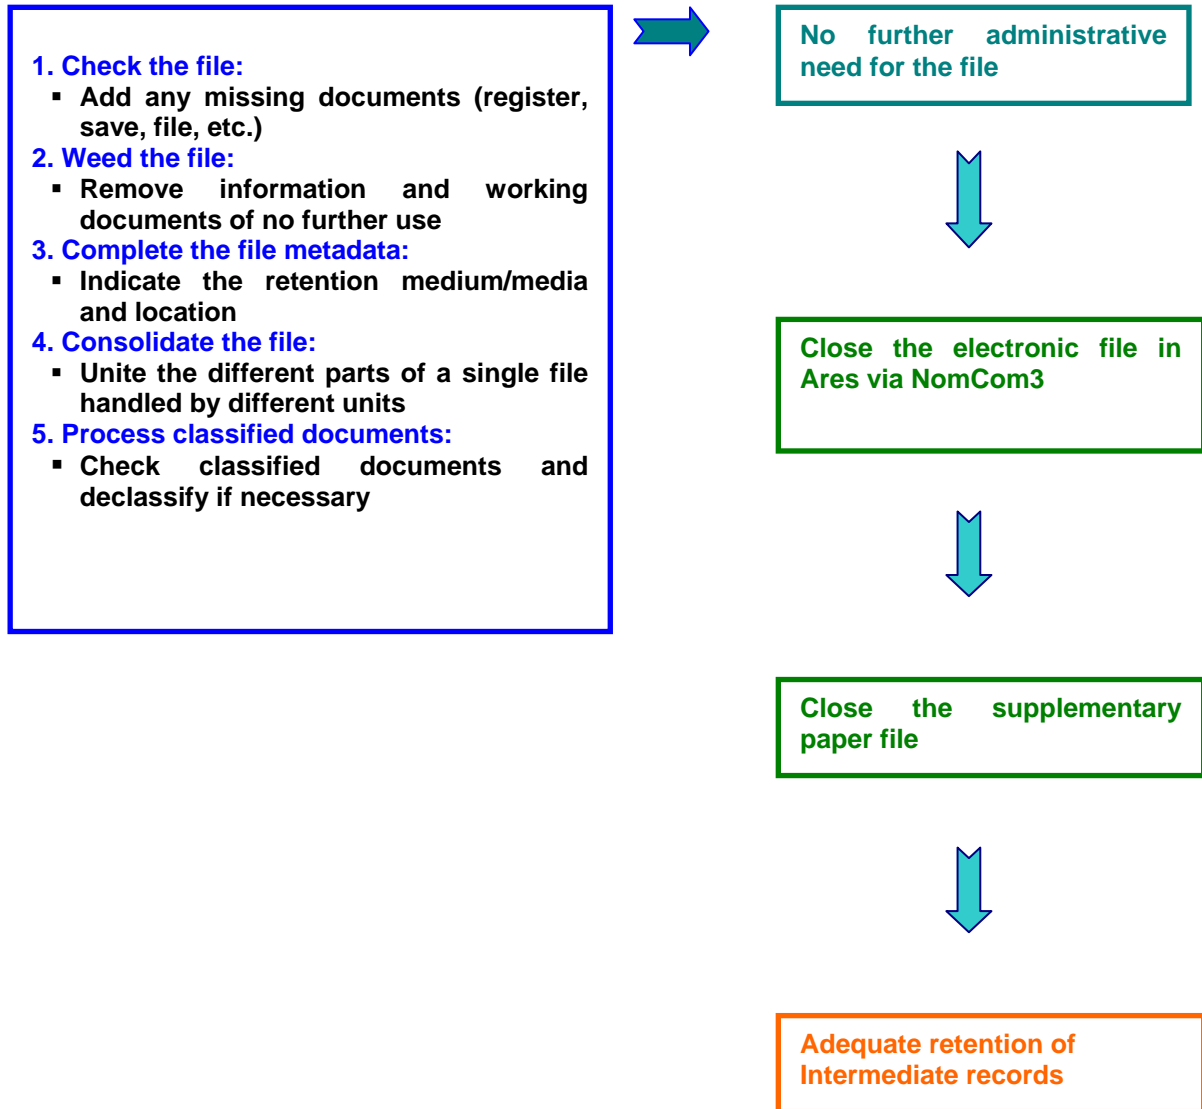 1. Check the file:
▪ Add any missing documents (register,
save, file, etc.)
2. Weed the file:
▪ Remove information and working
documents of no further use
3. Complete the file metadata:
▪ Indicate the retention medium/media
and location
4. Consolidate the file:
▪ Unite the different parts of a single file
handled by different units
5. Process classified documents:
▪ Check classified documents and
declassify if necessary
No further administrative
need for the file
Close the electronic file in
Ares via NomCom3
Close the supplementary
paper file
Adequate retention of
Intermediate records